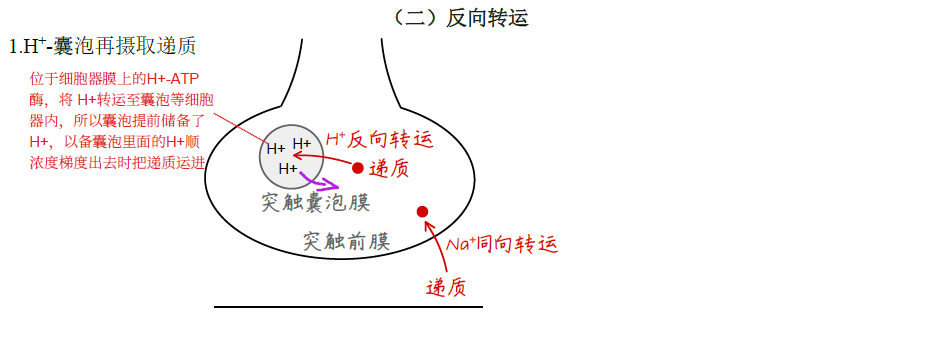 （二）反向转运
1.H⁺-囊泡再摄取递质
位于细胞器膜上的H+-ATP
酶，将 H+转运至囊泡等细胞
器内，所以囊泡提前储备了
H+，以备囊泡里面的H+顺
浓度梯度出去时把递质运进
H+ H+
H+
H⁺反向转运
递质
突触囊泡膜
突触前膜
Na⁺同向转运
递质